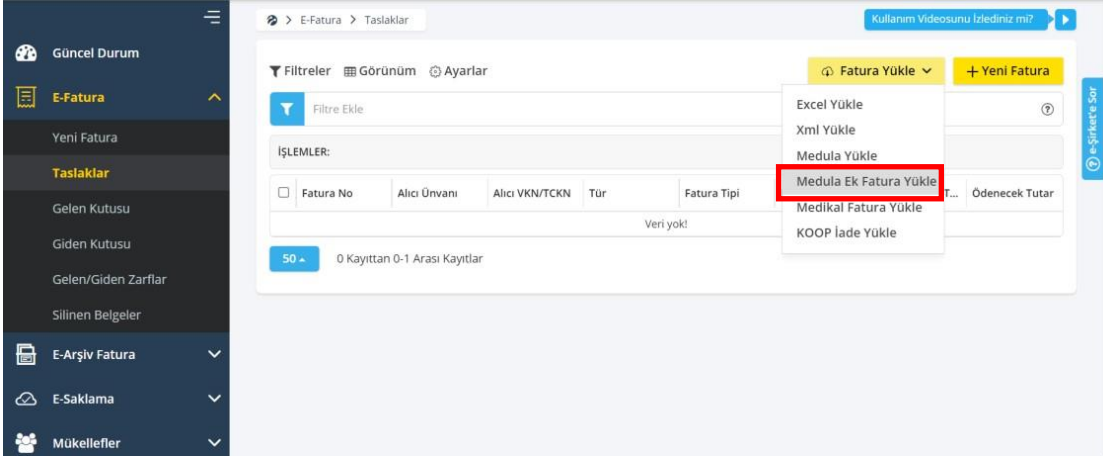 E-Fatura > Taslaklar
Kullanım Videosunu İzlediniz mi?
Güncel Durum
E-Fatura
Yeni Fatura
Taslaklar
Gelen Kutusu
Giden Kutusu
Gelen/Giden Zarflar
Silinen Belgeler
E-Arşiv Fatura
E-Saklama
Mükellefler
Filtreler Görünüm Ayarlar
Fatura Yükle
+ Yeni Fatura
Filtre Ekle
Excel Yükle
Xml Yükle
Medula Yükle
Medula Ek Fatura Yükle
Medikal Fatura Yükle
KOOP İade Yükle
İŞLEMLER:
Fatura No Alıcı Ünvanı Alıcı VKN/TCKN Tür Fatura Tipi T... Ödenecek Tutar
Veri yok!
50 0 Kayıttan 0-1 Arası Kayıtlar
e-Şirket'e Sor